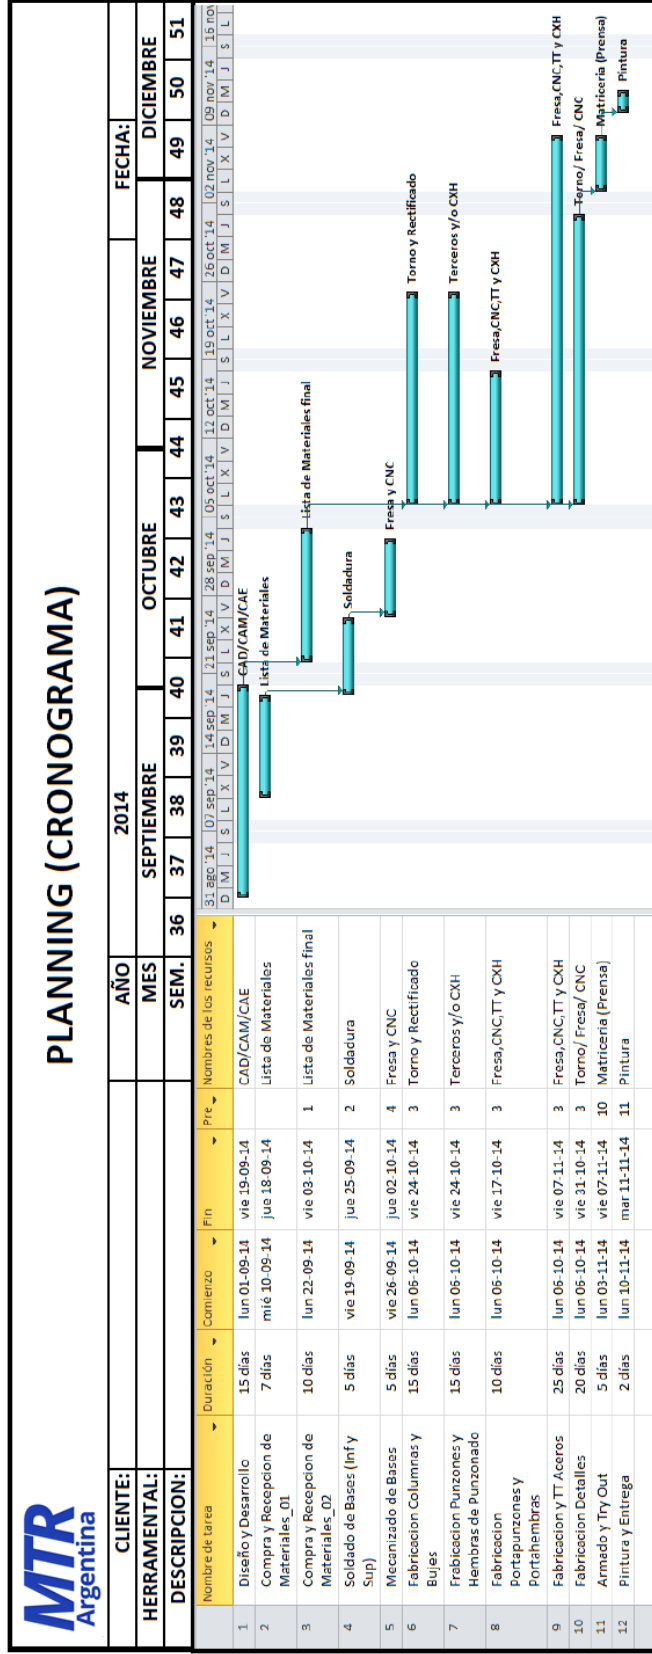 PLANNING (CRONOGRAMA)
MTR
Argentina
CLIENTE: AÑO 2014 FECHA:
HERRAMENTAL: MES SEPTIEMBRE OCTUBRE NOVIEMBRE DICIEMBRE
DESCRIPCION: SEM. 36 37 38 39 40 41 42 43 44 45 46 47 48 49 50 51
Nombre de tarea Duración Comienzo Fin Pre Nombres de los recursos
31 ago '14 07 sep '14 14 sep '14 21 sep '14 28 sep '14 05 oct '14 12 oct '14 19 oct '14 26 oct '14 02 nov '14 09 nov '14 16 nov
D M J S L X V D M J S L X V D M J S L X V D M J S L X V D M J S L X V D M J S L
1 Diseño y Desarrollo 15 días lun 01-09-14 vie 19-09-14 CAD/CAM/CAE
2 Compra y Recepcion de Materiales_01 7 días mié 10-09-14 jue 18-09-14 Lista de Materiales
3 Compra y Recepcion de Materiales_02 10 días lun 22-09-14 vie 03-10-14 1 Lista de Materiales final
4 Soldado de Bases (Inf y Sup) 5 días vie 19-09-14 jue 25-09-14 2 Soldadura
5 Mecanizado de Bases 5 días vie 26-09-14 jue 02-10-14 4 Fresa y CNC
6 Fabricacion Columnas y Bujes 15 días lun 06-10-14 vie 24-10-14 3 Torno y Rectificado
7 Frabicacion Punzones y Hembras de Punzonado 15 días lun 06-10-14 vie 24-10-14 3 Terceros y/o CXH
8 Fabricacion Portapunzones y Portahembras 10 días lun 06-10-14 vie 17-10-14 3 Fresa,CNC,TT y CXH
9 Fabricacion y TT Aceros 25 días lun 06-10-14 vie 07-11-14 3 Fresa,CNC,TT y CXH
10 Fabricacion Detalles 20 días lun 06-10-14 vie 31-10-14 3 Torno/ Fresa/ CNC
11 Armado y Try Out 5 días lun 03-11-14 vie 07-11-14 10 Matriceria (Prensa)
12 Pintura y Entrega 2 días lun 10-11-14 mar 11-11-14 11 Pintura
CAD/CAM/CAE
Lista de Materiales
Lista de Materiales final
Soldadura
Fresa y CNC
Torno y Rectificado
Terceros y/o CXH
Fresa,CNC,TT y CXH
Fresa,CNC,TT y CXH
Torno/ Fresa/ CNC
Matriceria (Prensa)
Pintura